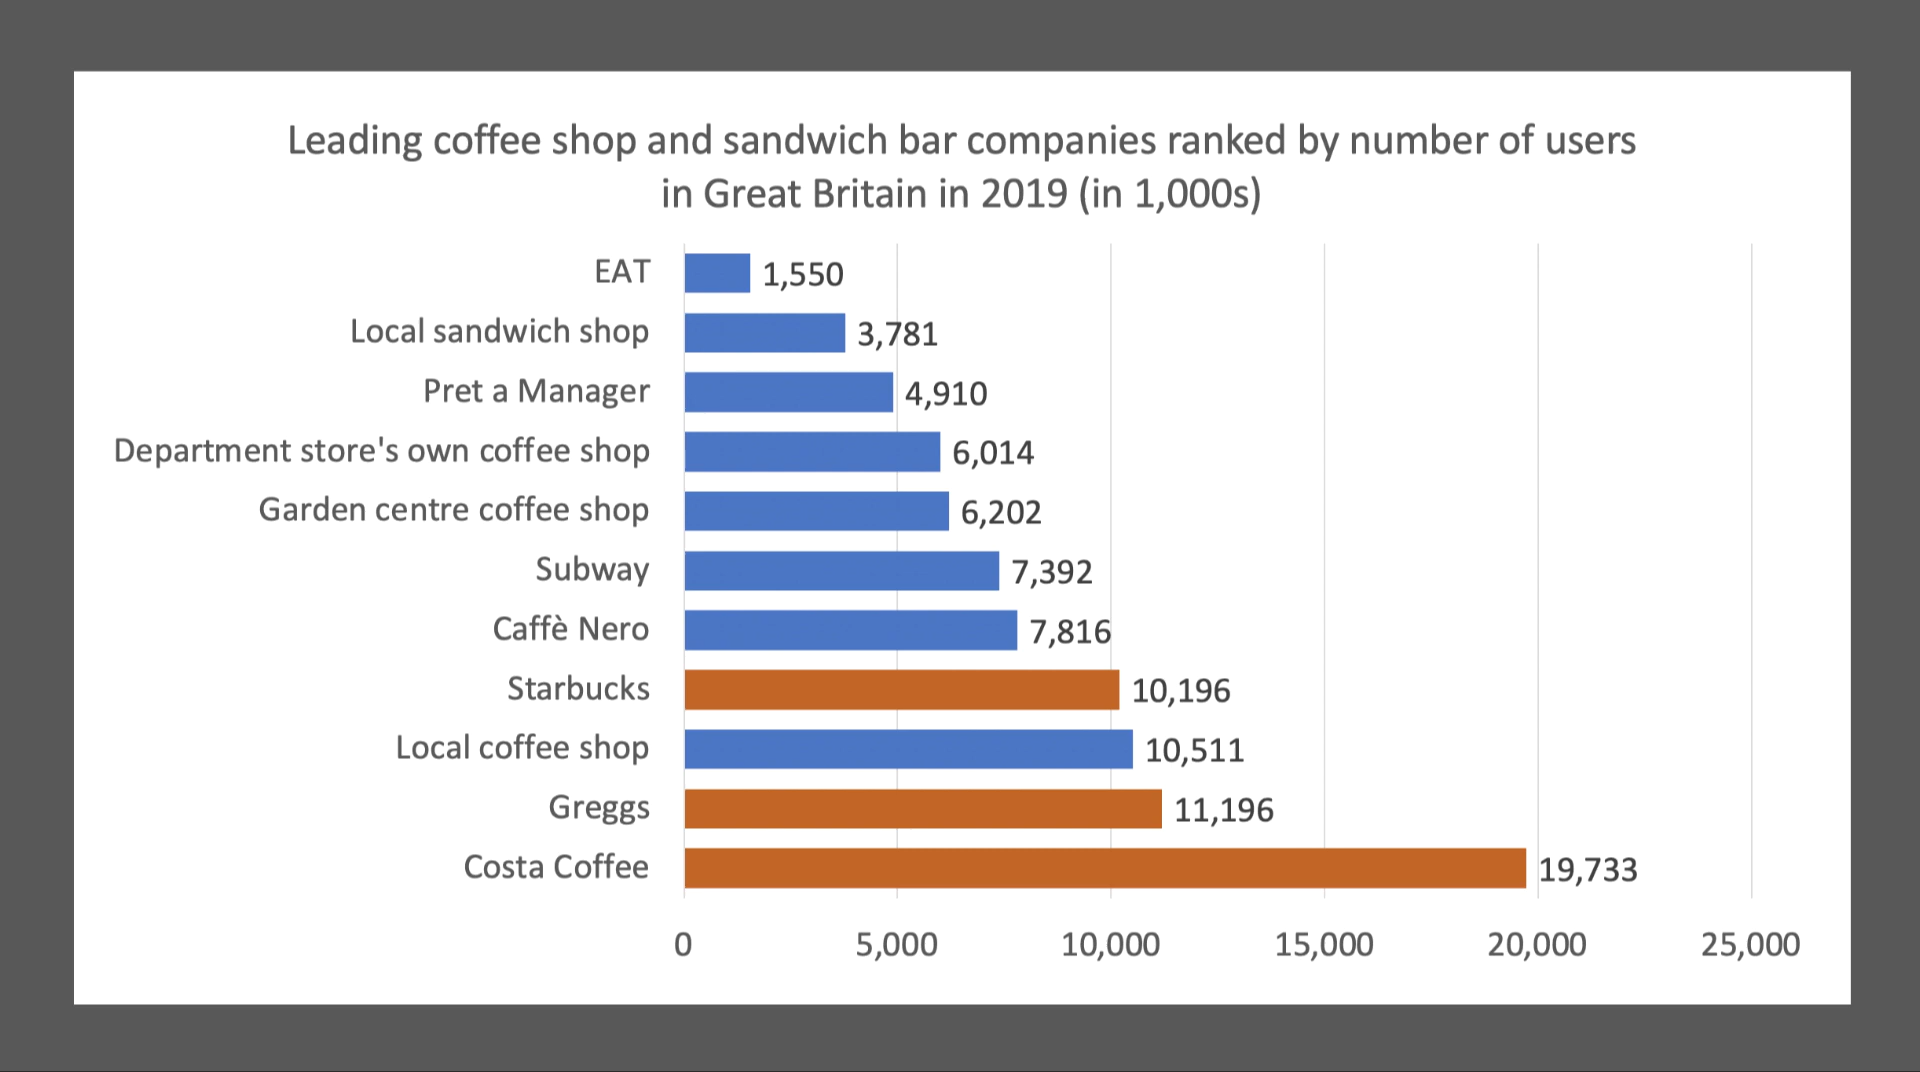 Leading coffee shop and sandwich bar companies ranked by number of users
in Great Britain in 2019 (in 1,000s)
EAT 1,550
Local sandwich shop 3,781
Pret a Manager 4,910
Department store's own coffee shop 6,014
Garden centre coffee shop 6,202
Subway 7,392
Caffè Nero 7,816
Starbucks 10,196
Local coffee shop 10,511
Greggs 11,196
Costa Coffee 19,733
0 5,000 10,000 15,000 20,000 25,000